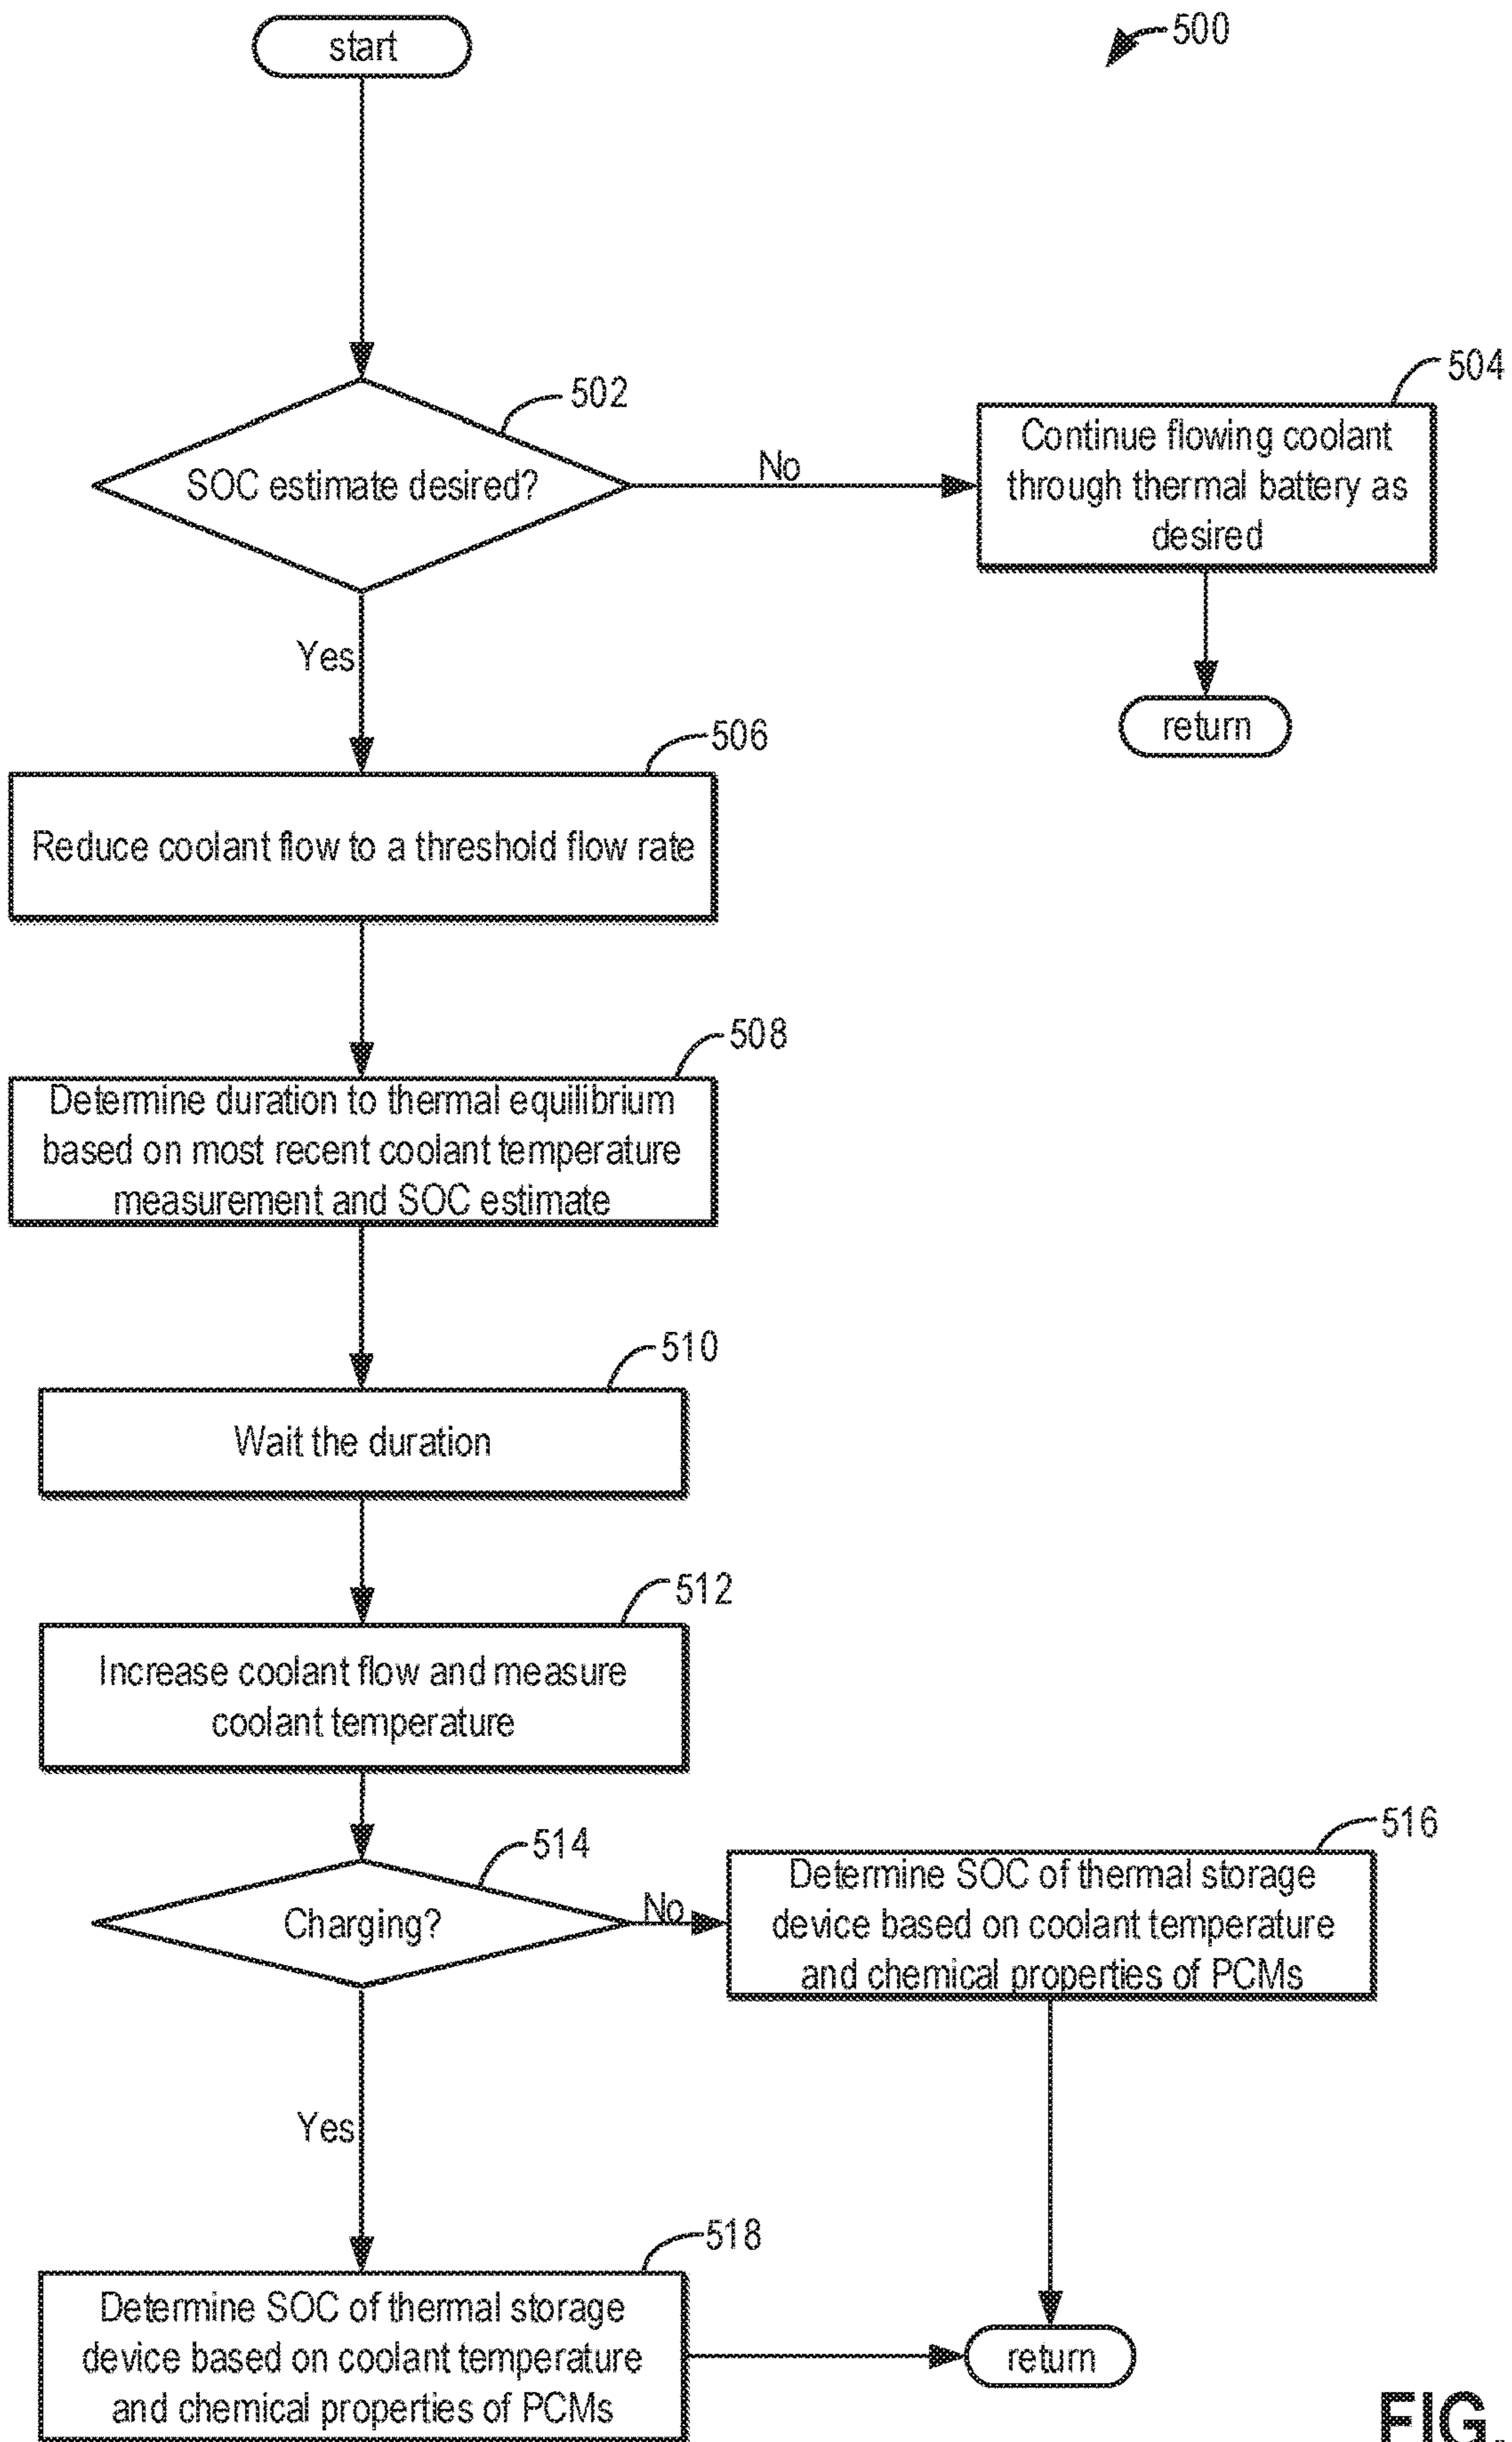 start
500
502
SOC estimate desired?
No
504
Continue flowing coolant
through thermal battery as
desired
Yes
return
506
Reduce coolant flow to a threshold flow rate
508
Determine duration to thermal equilibrium
based on most recent coolant temperature
measurement and SOC estimate
510
Wait the duration
512
Increase coolant flow and measure
coolant temperature
514
Charging?
No
516
Determine SOC of thermal storage
device based on coolant temperature
and chemical properties of PCMs
Yes
518
Determine SOC of thermal storage
device based on coolant temperature
and chemical properties of PCMs
return
FIG.